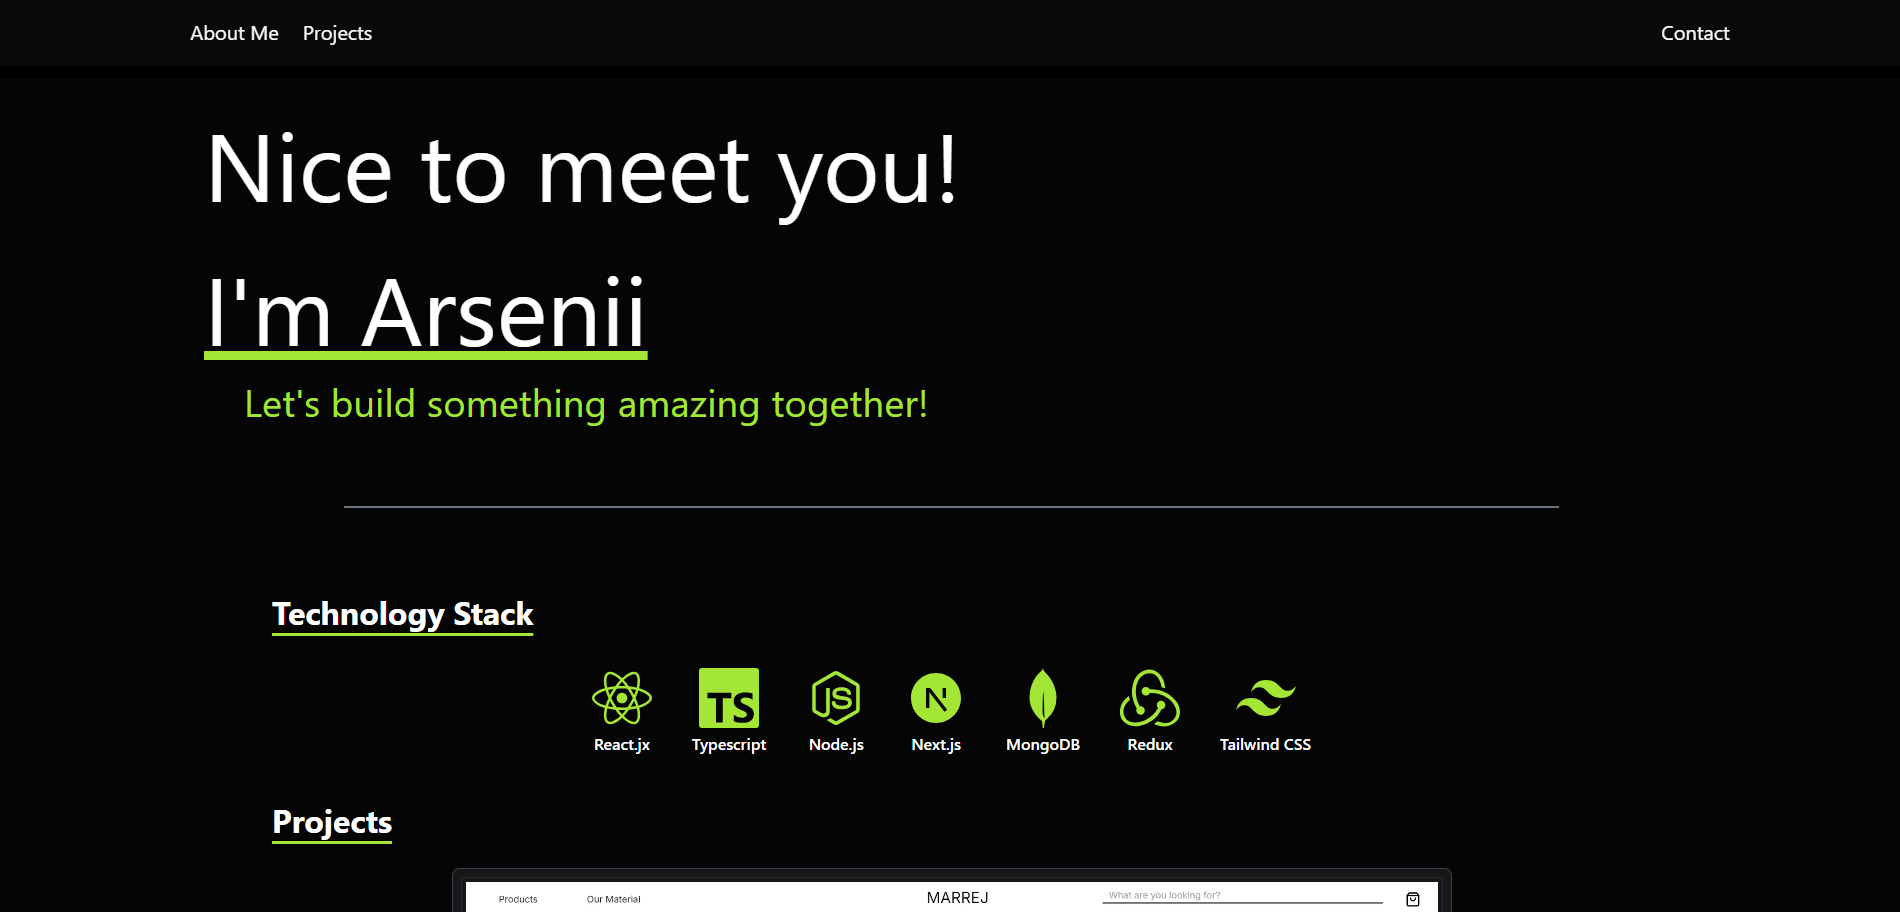 About Me Projects Contact
Nice to meet you!
I'm Arsenii
Let's build something amazing together!
Technology Stack
TS JS N
React.jx Typescript Node.js Next.js MongoDB Redux Tailwind CSS
Projects
Products Our Material MARREJ What are you looking for?